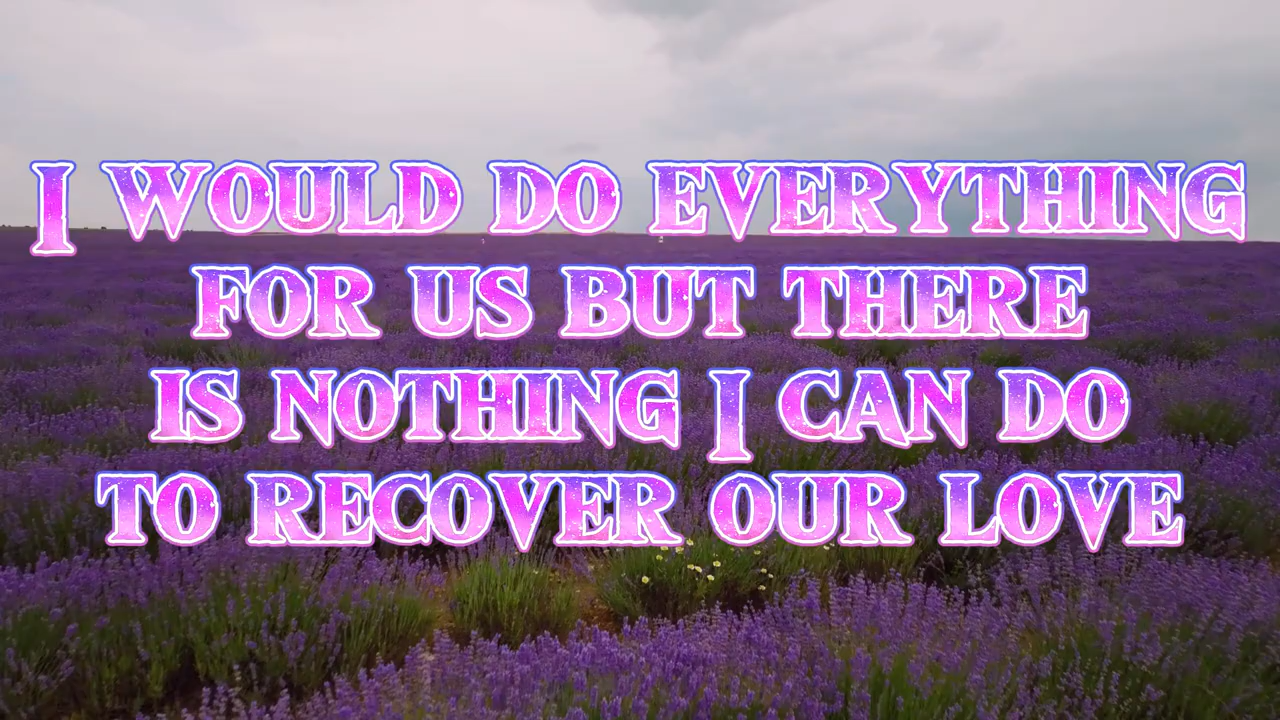 I WOULD DO EVERYTHING
FOR US BUT THERE
IS NOTHING I CAN DO
TO RECOVER OUR LOVE